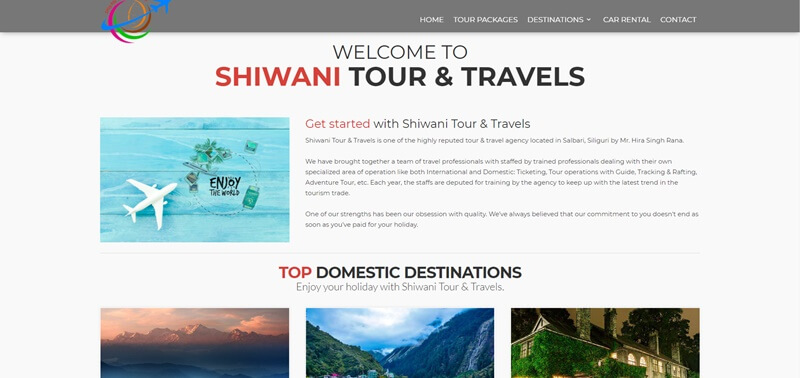 HOME TOUR PACKAGES DESTINATIONS CAR RENTAL CONTACT
WELCOME TO
SHIWANI TOUR & TRAVELS
Get started with Shiwani Tour & Travels
Shiwani Tour & Travels is one of the highly reputed tour & travel agency located in Salbari, Siliguri by Mr. Hira Singh Rana.
We have brought together a team of travel professionals with staffed by trained professionals dealing with their own
specialized area of operation like both International and Domestic: Ticketing, Tour operations with Guide, Tracking & Rafting,
Adventure Tour, etc. Each year, the staffs are deputed for training by the agency to keep up with the latest trend in the
tourism trade.
One of our strengths has been our obsession with quality. We've always believed that our commitment to you doesn't end as
soon as you've paid for your holiday.
ENJOY
THE WORLD
TOP DOMESTIC DESTINATIONS
Enjoy your holiday with Shiwani Tour & Travels.